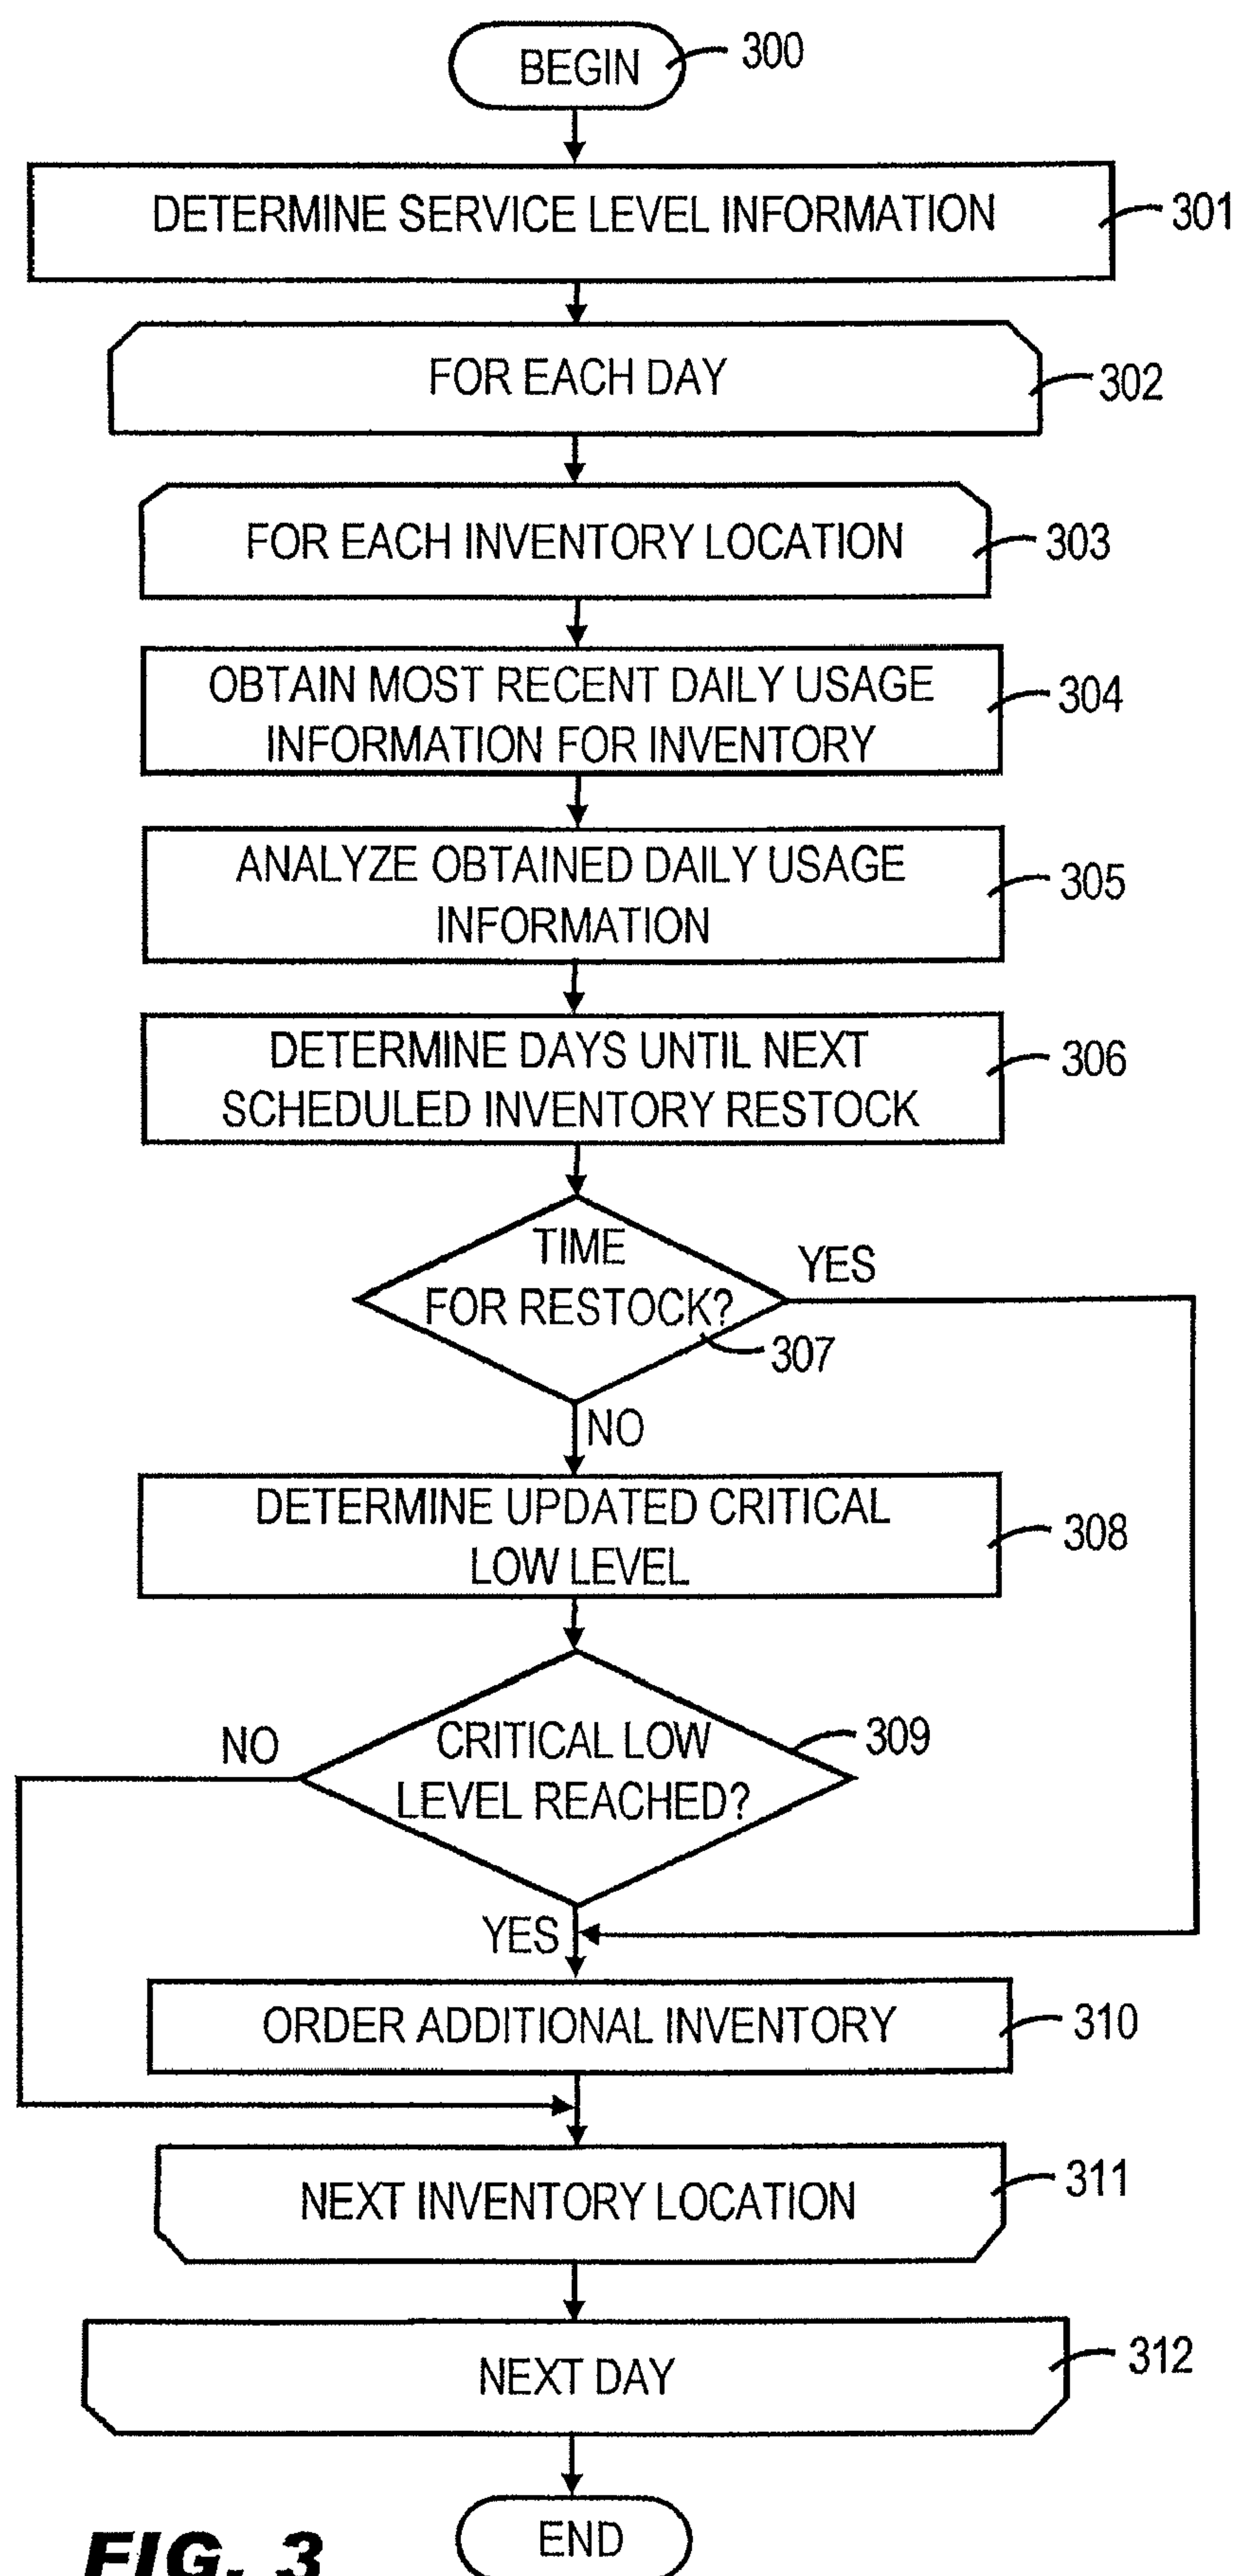 BEGIN
300
DETERMINE SERVICE LEVEL INFORMATION
301
FOR EACH DAY
302
FOR EACH INVENTORY LOCATION
303
OBTAIN MOST RECENT DAILY USAGE
INFORMATION FOR INVENTORY
304
ANALYZE OBTAINED DAILY USAGE
INFORMATION
305
DETERMINE DAYS UNTIL NEXT
SCHEDULED INVENTORY RESTOCK
306
TIME
FOR RESTOCK?
YES
307
NO
DETERMINE UPDATED CRITICAL
LOW LEVEL
308
NO
CRITICAL LOW
LEVEL REACHED?
309
YES
ORDER ADDITIONAL INVENTORY
310
NEXT INVENTORY LOCATION
311
NEXT DAY
312
END
FIG. 3